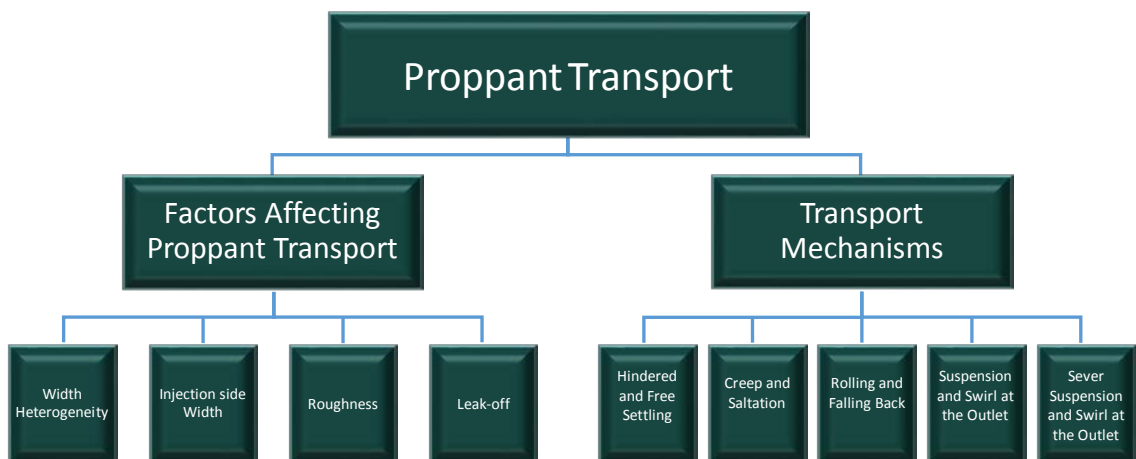 Proppant Transport
Factors Affecting
Proppant Transport
Transport
Mechanisms
Width
Heterogeneity
Injection side
Width
Roughness
Leak-off
Hindered
and Free
Settling
Creep and
Saltation
Rolling and
Falling Back
Suspension
and Swirl at
the Outlet
Sever
Suspension
and Swirl at
the Outlet